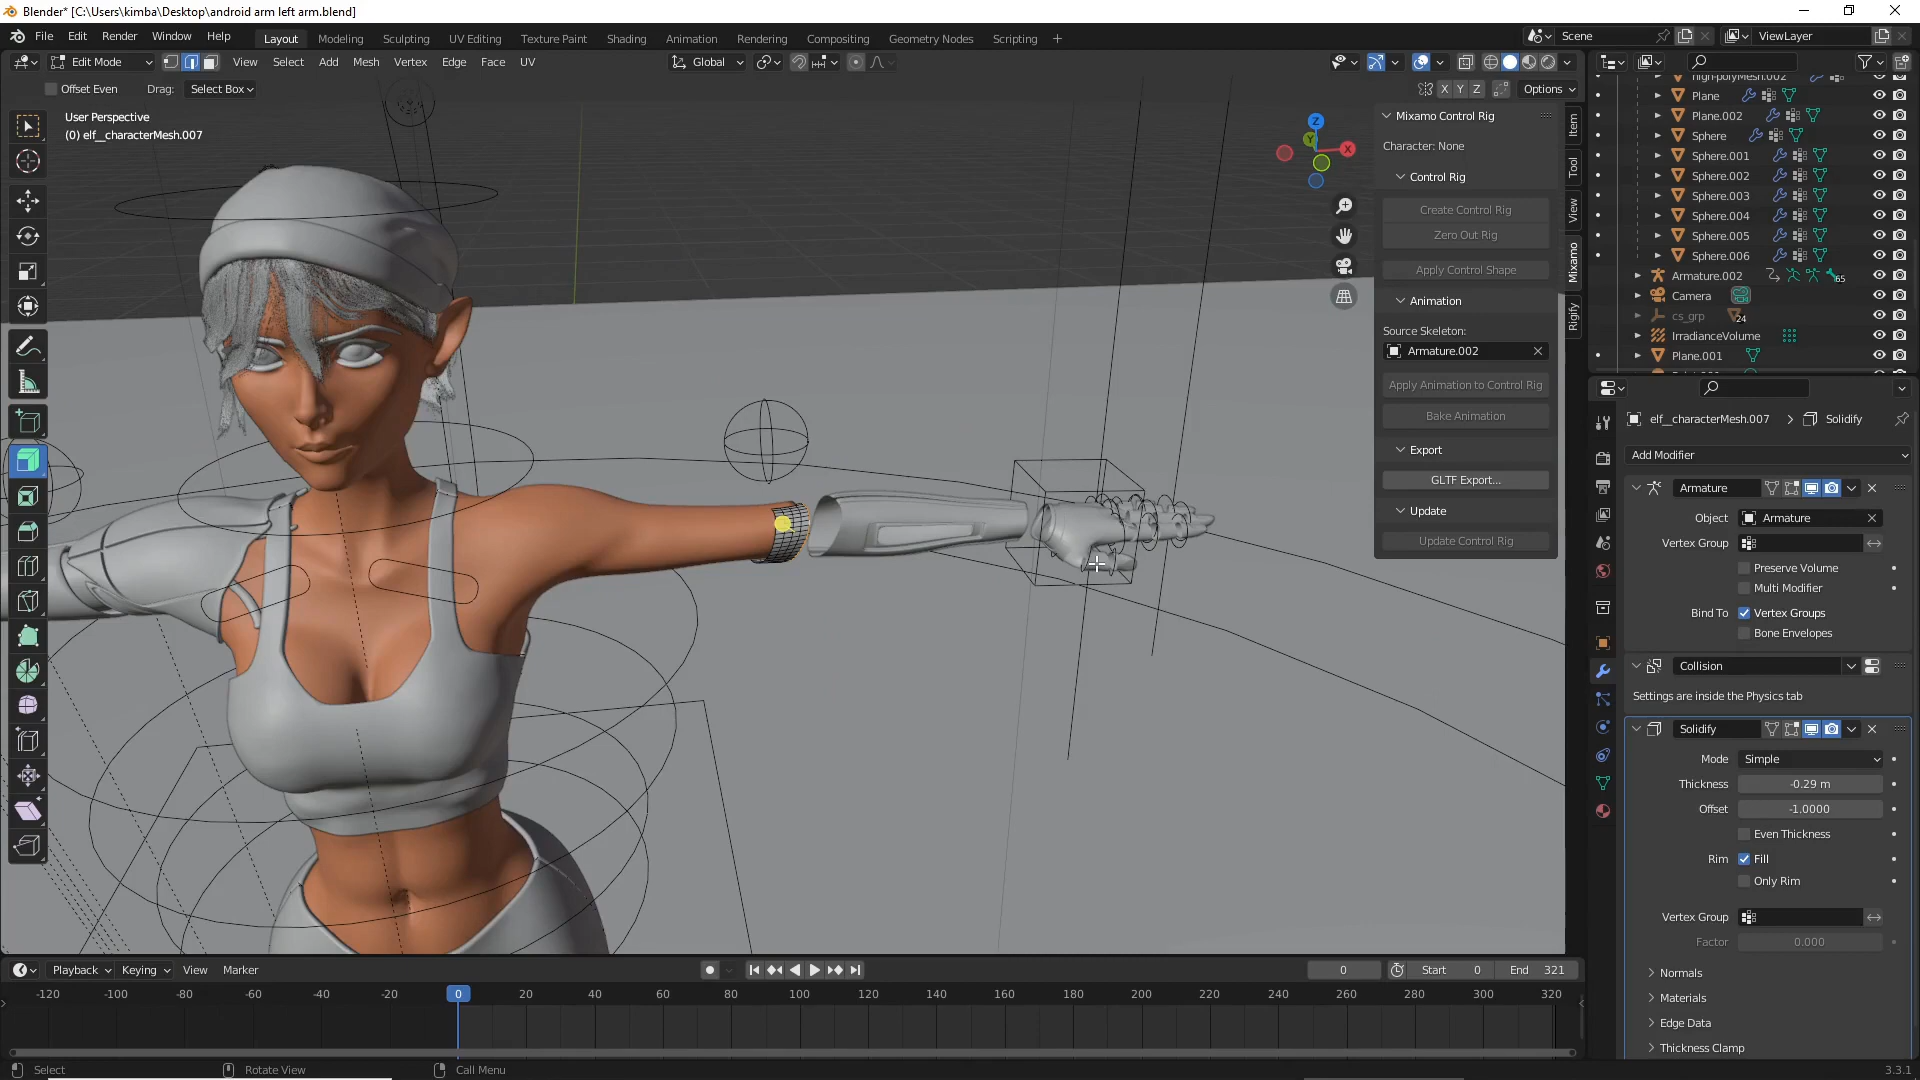 Blender* [C:\Users\kimba\Desktop\android arm left arm.blend]
File Edit Render Window Help Layout Modeling Sculpting UV Editing Texture Paint Shading Animation Rendering Compositing Geometry Nodes Scripting + Scene ViewLayer
Edit Mode View Select Add Mesh Vertex Edge Face UV Global
Offset Even Drag: Select Box X Y Z Options
User Perspective
(0) elf__characterMesh.007
Z
Y
X
Mixamo Control Rig
Character: None
Control Rig
Create Control Rig
Zero Out Rig
Apply Control Shape
Animation
Source Skeleton:
Armature.002
Apply Animation to Control Rig
Bake Animation
Export
GLTF Export...
Update
Update Control Rig
Item
Tool
View
Mixamo
Rigify
high-polyMesh.002
Plane
Plane.002
Sphere
Sphere.001
Sphere.002
Sphere.003
Sphere.004
Sphere.005
Sphere.006
Armature.002 65
Camera
cs_grp 24
IrradianceVolume
Plane.001
elf__characterMesh.007 Solidify
Add Modifier
Armature
Object Armature
Vertex Group
Preserve Volume
Multi Modifier
Bind To Vertex Groups
Bone Envelopes
Collision
Settings are inside the Physics tab
Solidify
Mode Simple
Thickness -0.29 m
Offset -1.0000
Even Thickness
Rim Fill
Only Rim
Vertex Group
Factor 0.000
Normals
Materials
Edge Data
Thickness Clamp
Playback Keying View Marker 0 Start 0 End 321
-120 -100 -80 -60 -40 -20 0 20 40 60 80 100 120 140 160 180 200 220 240 260 280 300 320
Select Rotate View Call Menu 3.3.1